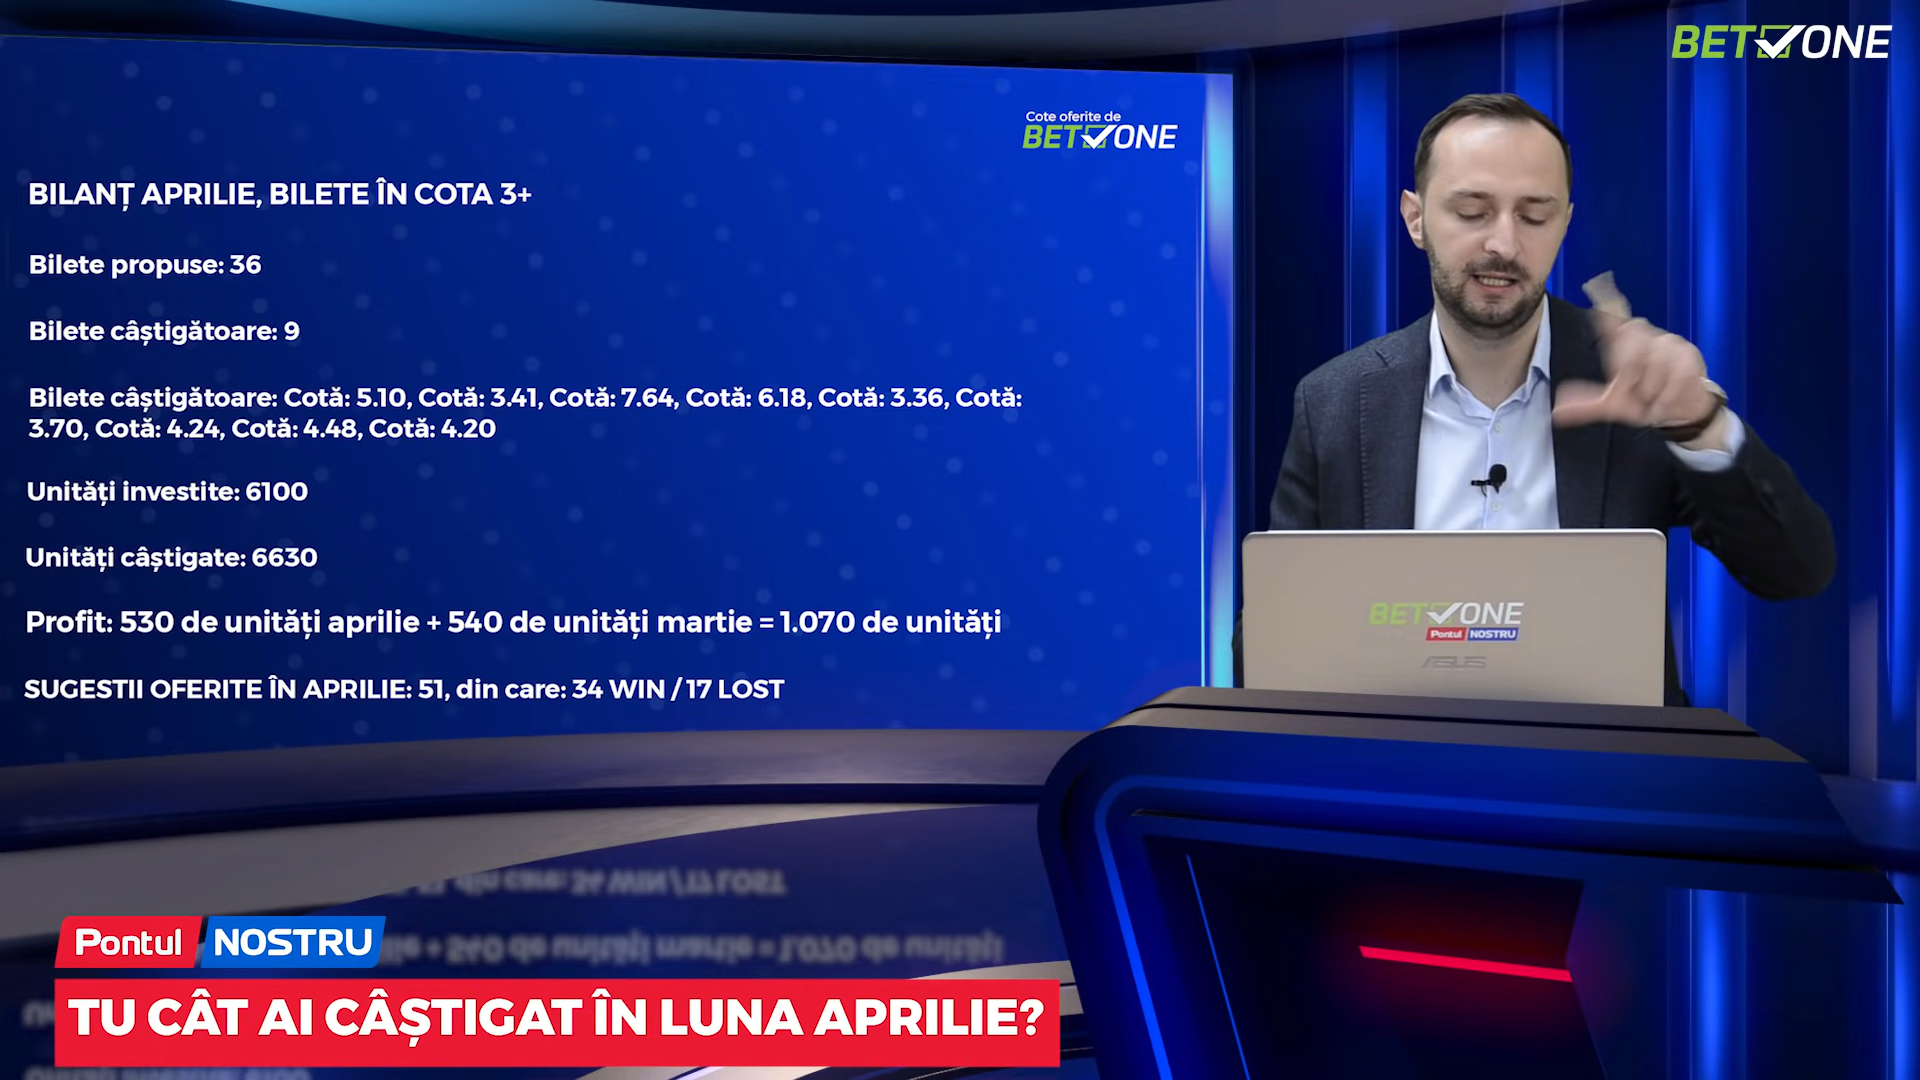 BET ONE
Cote oferite de
BET ONE
BILANȚ APRILIE, BILETE ÎN COTA 3+
Bilete propuse: 36
Bilete câștigătoare: 9
Bilete câștigătoare: Cotă: 5.10, Cotă: 3.41, Cotă: 7.64, Cotă: 6.18, Cotă: 3.36, Cotă:
3.70, Cotă: 4.24, Cotă: 4.48, Cotă: 4.20
Unități investite: 6100
Unități câștigate: 6630
Profit: 530 de unități aprilie + 540 de unități martie = 1.070 de unități
SUGESTII OFERITE ÎN APRILIE: 51, din care: 34 WIN / 17 LOST
BET ONE
Pontul NOSTRU
ASUS
Pontul NOSTRU
TU CÂT AI CÂȘTIGAT ÎN LUNA APRILIE?